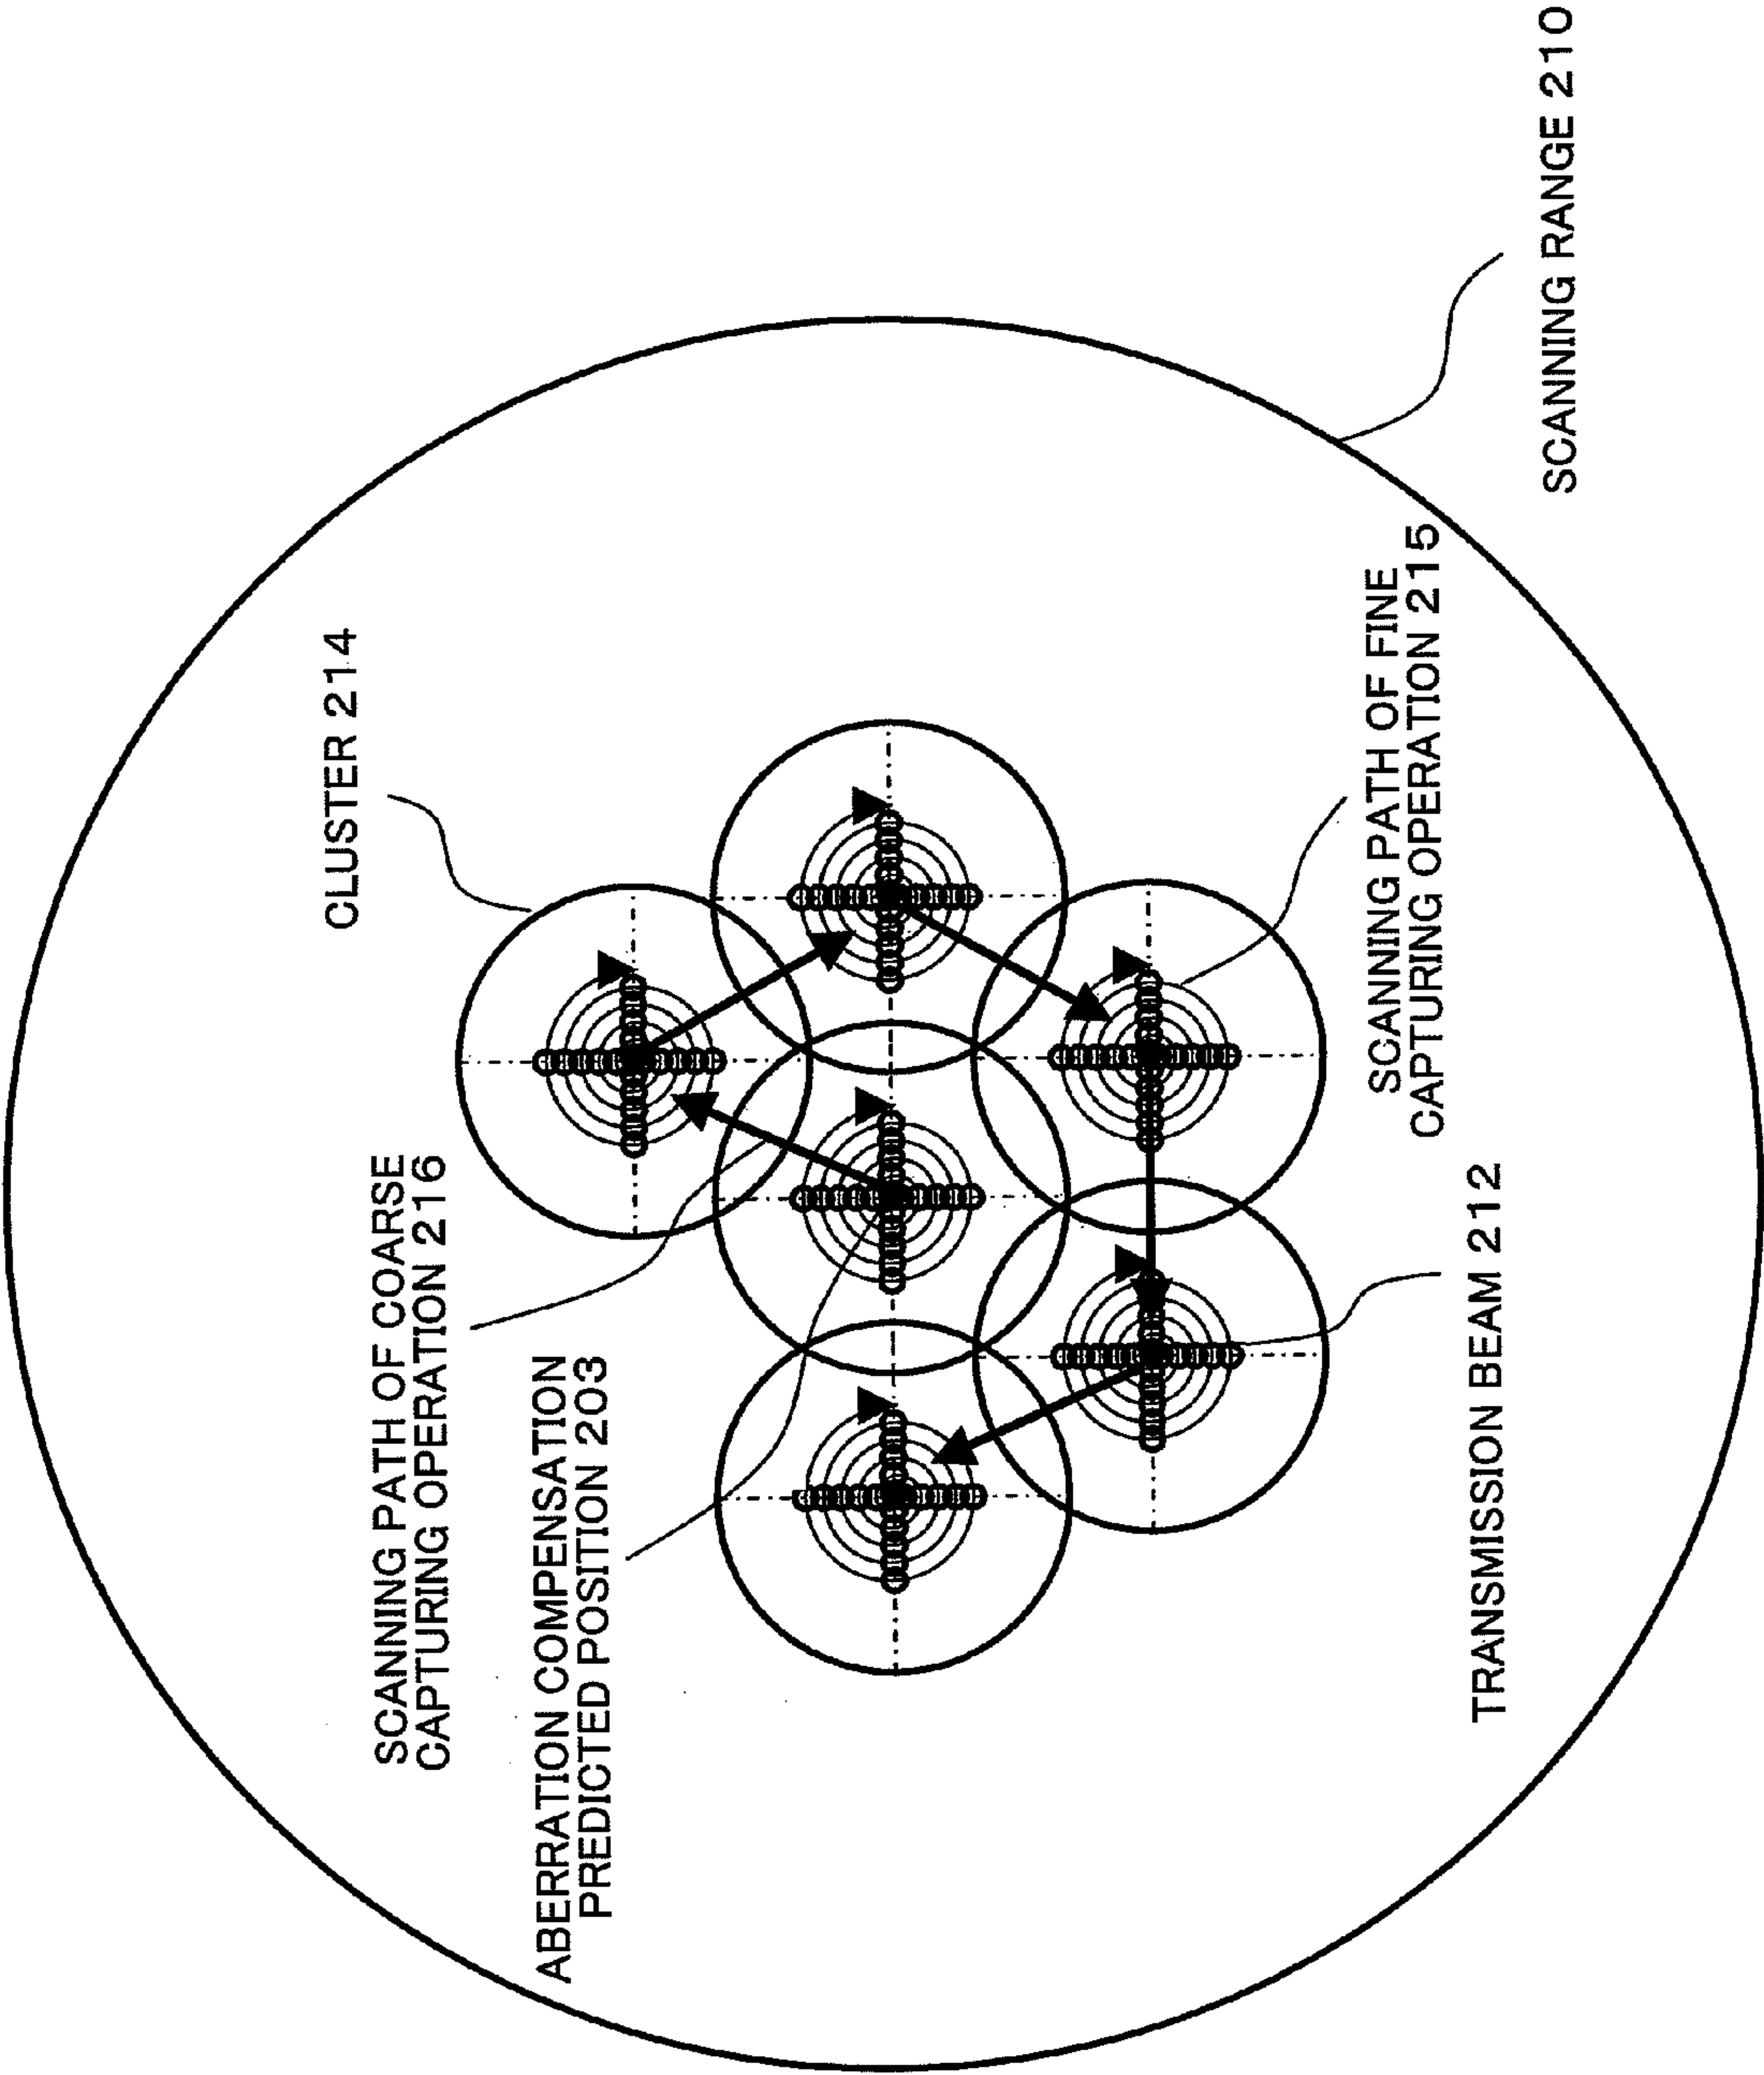 SCANNING PATH OF COARSE
CAPTURING OPERATION 216
CLUSTER 214
ABERRATION COMPENSATION
PREDICTED POSITION 203
SCANNING PATH OF FINE
CAPTURING OPERATION 215
TRANSMISSION BEAM 212
SCANNING RANGE 210